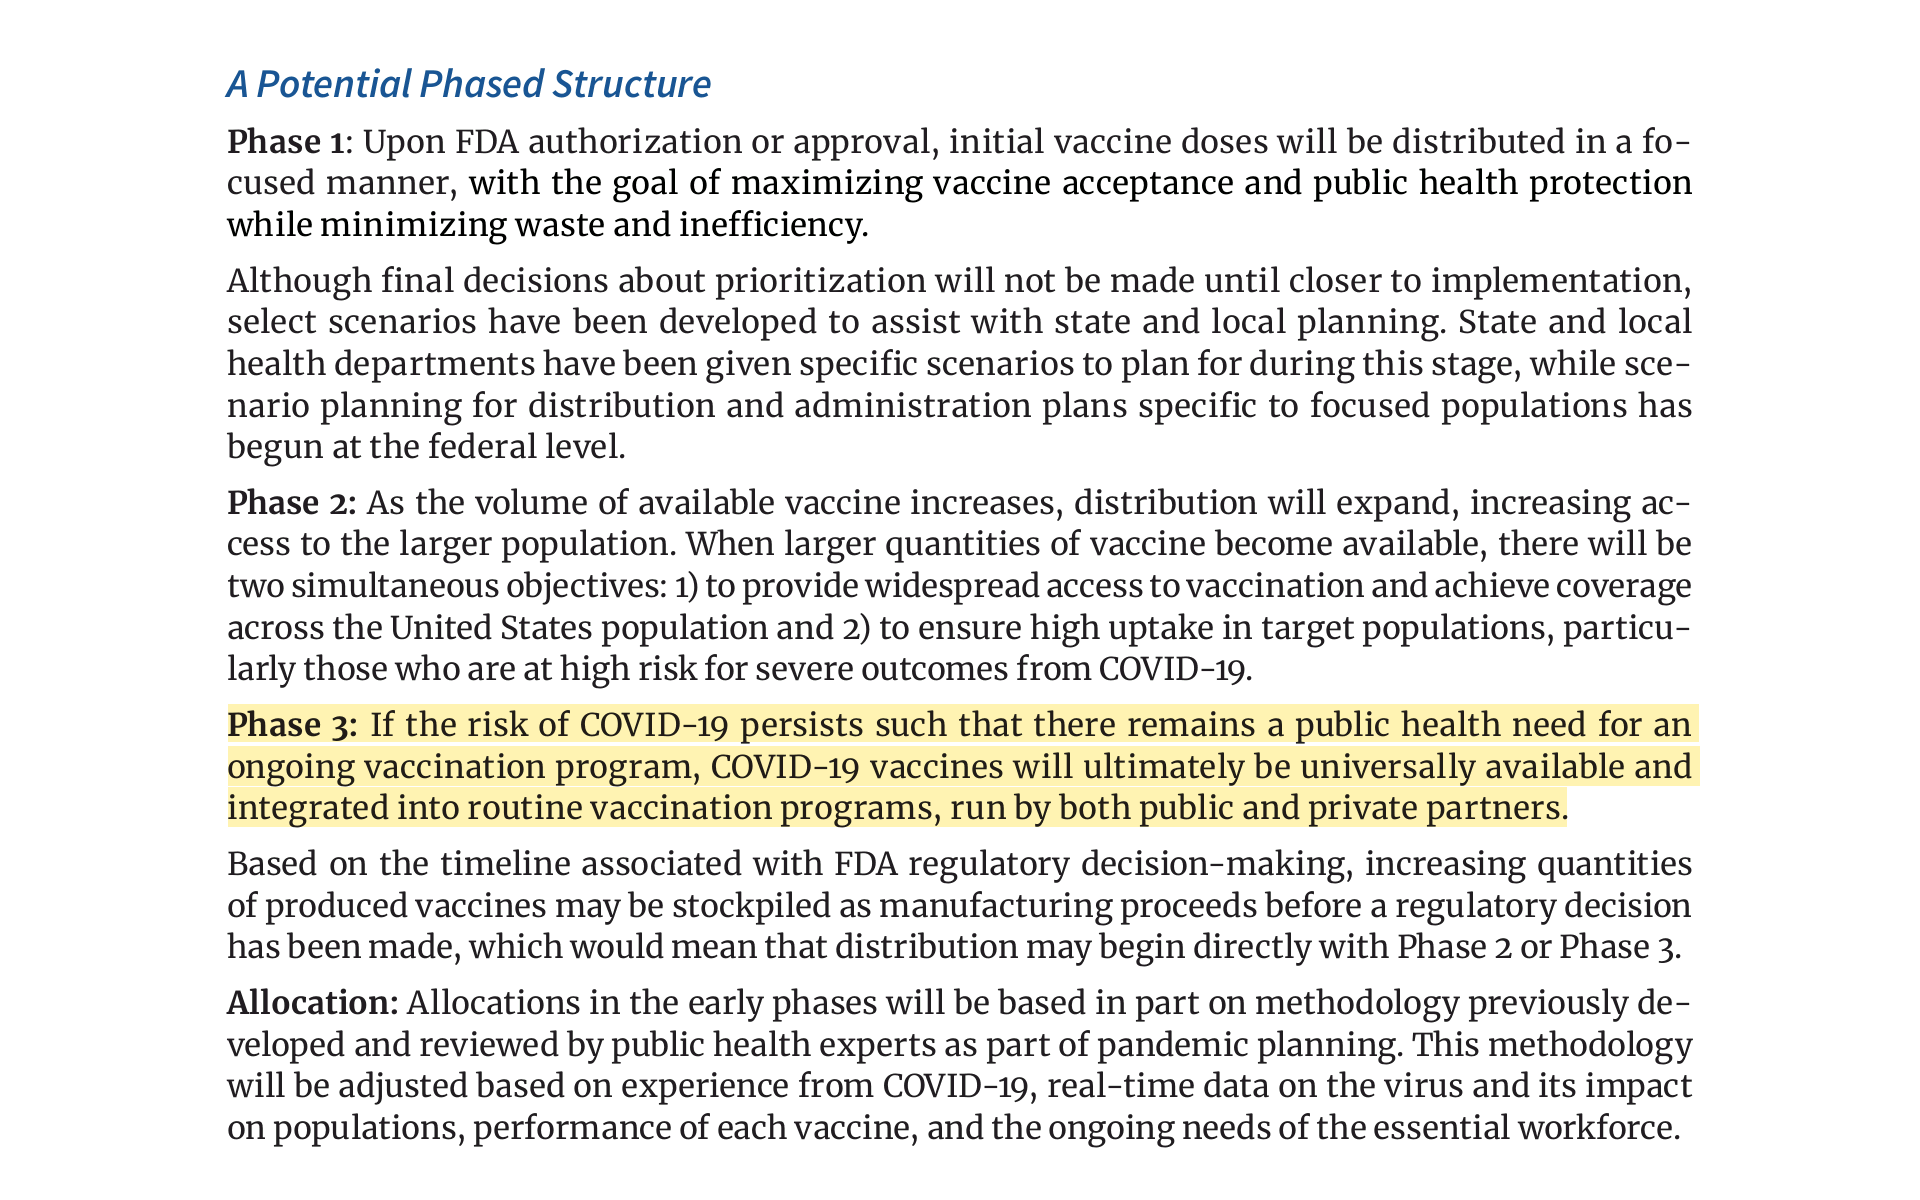 A Potential Phased Structure
Phase 1: Upon FDA authorization or approval, initial vaccine doses will be distributed in a fo-
cused manner, with the goal of maximizing vaccine acceptance and public health protection
while minimizing waste and inefficiency.
Although final decisions about prioritization will not be made until closer to implementation,
select scenarios have been developed to assist with state and local planning. State and local
health departments have been given specific scenarios to plan for during this stage, while sce-
nario planning for distribution and administration plans specific to focused populations has
begun at the federal level.
Phase 2: As the volume of available vaccine increases, distribution will expand, increasing ac-
cess to the larger population. When larger quantities of vaccine become available, there will be
two simultaneous objectives: 1) to provide widespread access to vaccination and achieve coverage
across the United States population and 2) to ensure high uptake in target populations, particu-
larly those who are at high risk for severe outcomes from COVID-19.
Phase 3: If the risk of COVID-19 persists such that there remains a public health need for an
ongoing vaccination program, COVID-19 vaccines will ultimately be universally available and
integrated into routine vaccination programs, run by both public and private partners.
Based on the timeline associated with FDA regulatory decision-making, increasing quantities
of produced vaccines may be stockpiled as manufacturing proceeds before a regulatory decision
has been made, which would mean that distribution may begin directly with Phase 2 or Phase 3.
Allocation: Allocations in the early phases will be based in part on methodology previously de-
veloped and reviewed by public health experts as part of pandemic planning. This methodology
will be adjusted based on experience from COVID-19, real-time data on the virus and its impact
on populations, performance of each vaccine, and the ongoing needs of the essential workforce.